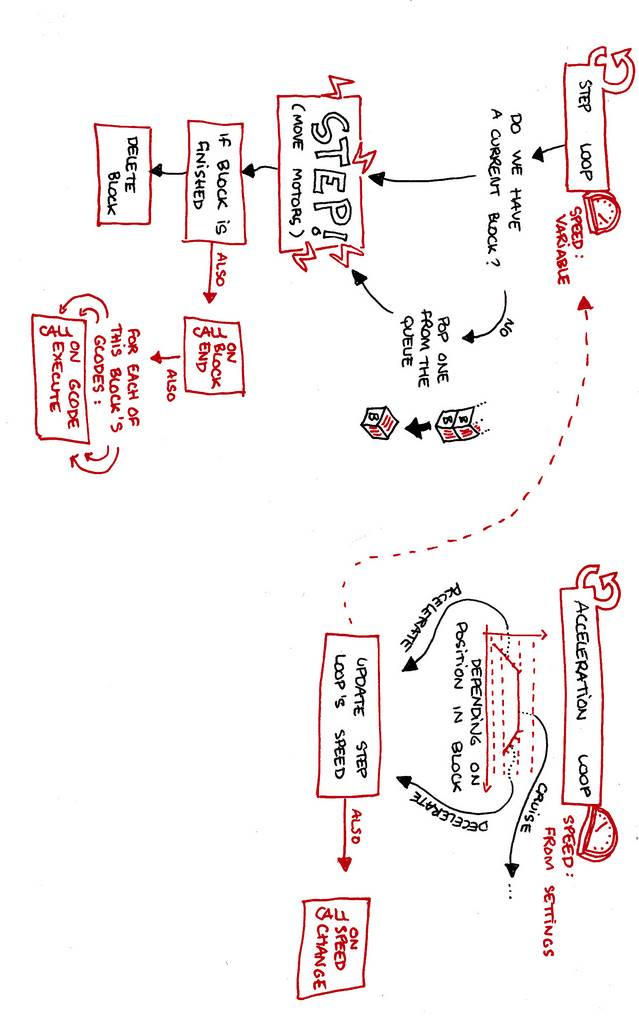 STEP LOOP
SPEED:
VARIABLE
DO WE HAVE
A CURRENT BLOCK?
NO
POP ONE
FROM THE
QUEUE
B B
B
STEP!
(MOVE MOTORS)
IF BLOCK IS
FINISHED
DELETE
BLOCK
ALSO
CALL ON
BLOCK
END
ALSO
FOR EACH OF
THIS BLOCK'S
GCODES:
CALL ON GCODE
EXECUTE
ACCELERATION LOOP
SPEED:
FROM SETTINGS
CRUISE
...
DEPENDING ON
POSITION IN BLOCK
ACCELERATE
DECELERATE
UPDATE STEP
LOOP'S SPEED
ALSO
CALL ON
SPEED
CHANGE